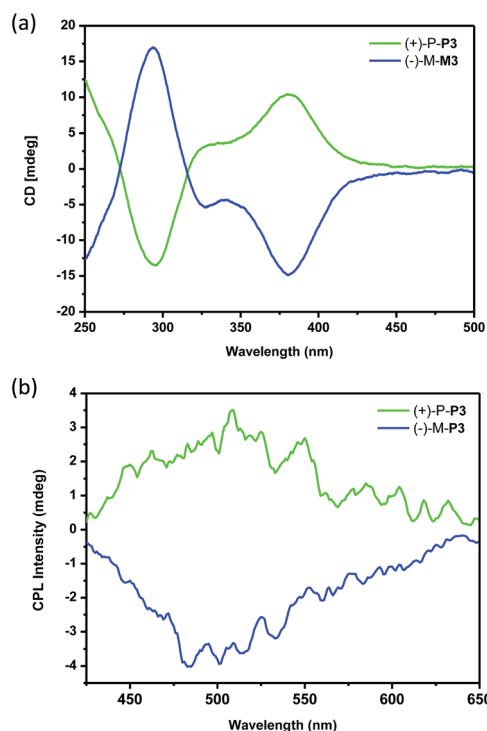 (a)
(+)-P-P3
(-)-M-M3
20
15
10
5
0
-5
-10
-15
-20
CD [mdeg]
250 300 350 400 450 500
Wavelength (nm)
(b)
(+)-P-P3
(-)-M-P3
4
3
2
1
0
-1
-2
-3
-4
CPL Intensity (mdeg)
450 500 550 600 650
Wavelength (nm)